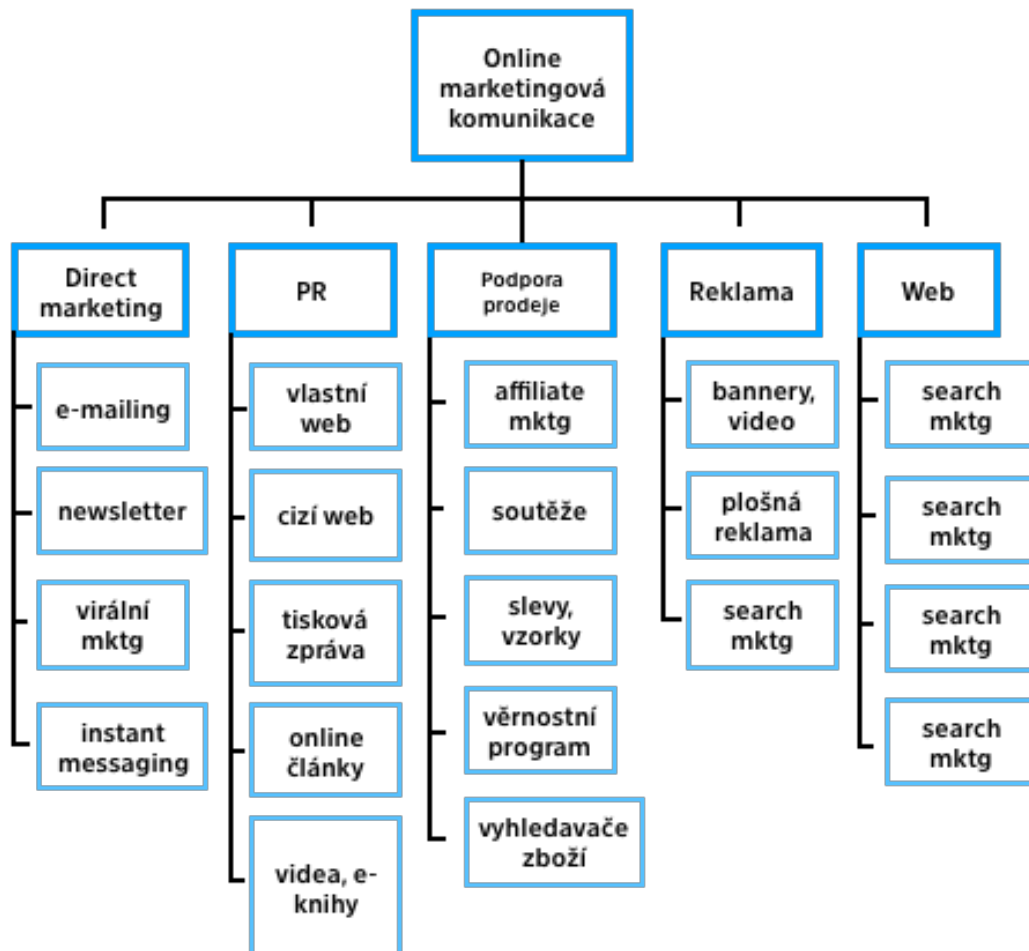 Online
marketingová
komunikace
Direct
marketing
PR
Podpora
prodeje
Reklama
Web
e-mailing
newsletter
virální
mktg
instant
messaging
vlastní
web
cizí web
tisková
zpráva
online
články
videa, e-
knihy
affiliate
mktg
soutěže
slevy,
vzorky
věrnostní
program
vyhledavače
zboží
bannery,
video
plošná
reklama
search
mktg
search
mktg
search
mktg
search
mktg
search
mktg